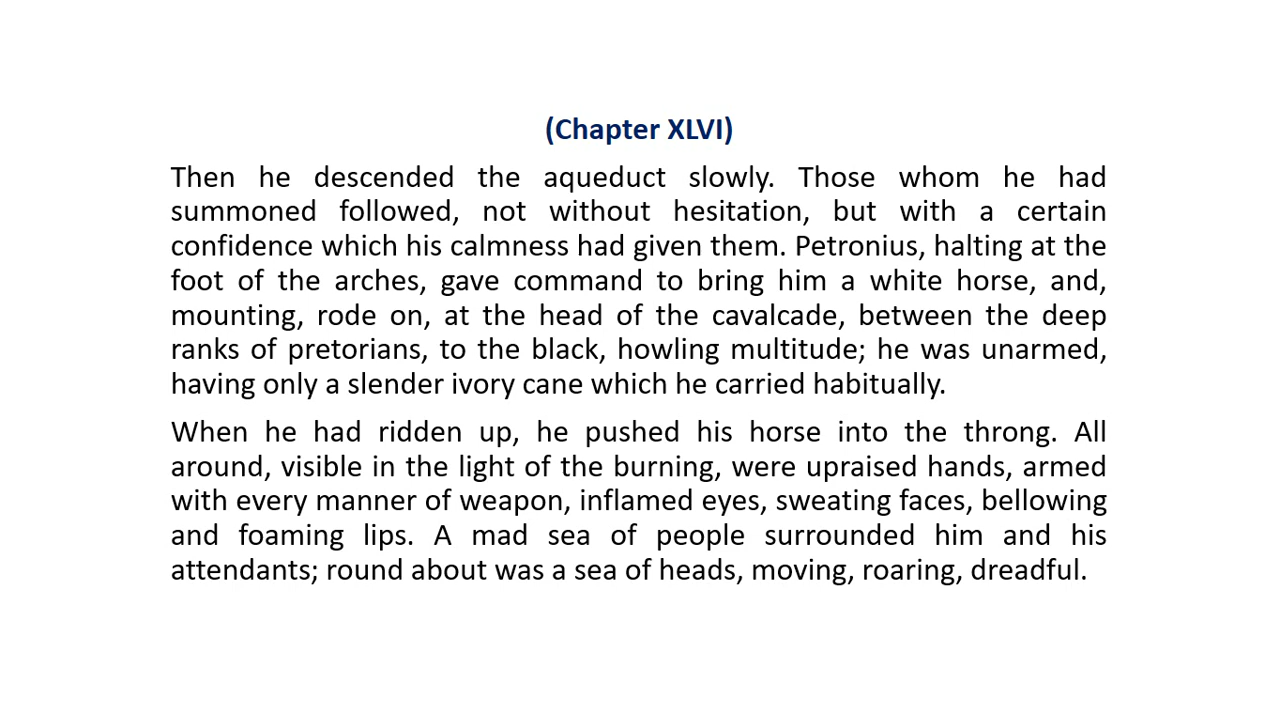 (Chapter XLVI)
Then he descended the aqueduct slowly. Those whom he had
summoned followed, not without hesitation, but with a certain
confidence which his calmness had given them. Petronius, halting at the
foot of the arches, gave command to bring him a white horse, and,
mounting, rode on, at the head of the cavalcade, between the deep
ranks of pretorians, to the black, howling multitude; he was unarmed,
having only a slender ivory cane which he carried habitually.
When he had ridden up, he pushed his horse into the throng. All
around, visible in the light of the burning, were upraised hands, armed
with every manner of weapon, inflamed eyes, sweating faces, bellowing
and foaming lips. A mad sea of people surrounded him and his
attendants; round about was a sea of heads, moving, roaring, dreadful.